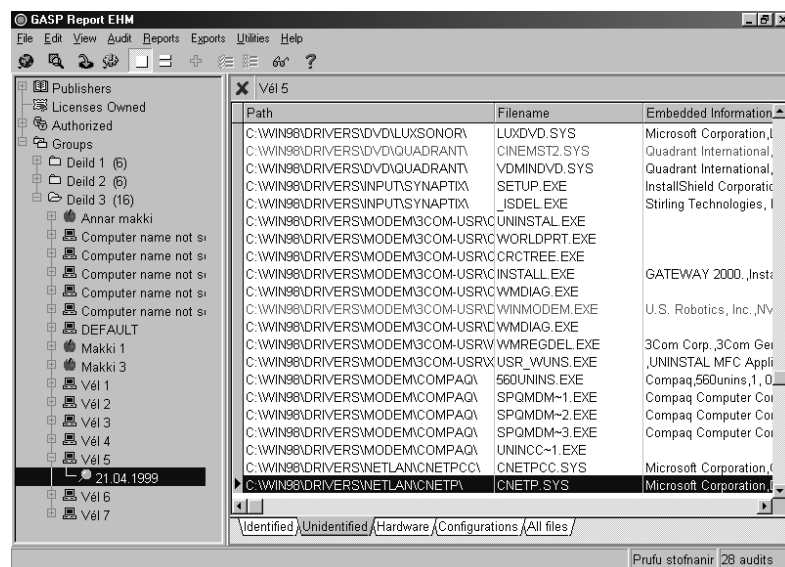 GASP Report EHM
File Edit View Audit Reports Exports Utilities Help
Publishers
Licenses Owned
Authorized
Groups
Deild 1 (6)
Deild 2 (6)
Deild 3 (16)
Annar makki
Computer name not s
Computer name not s
Computer name not s
Computer name not s
Computer name not s
DEFAULT
Makki 1
Makki 3
Vél 1
Vél 2
Vél 3
Vél 4
Vél 5
21.04.1999
Vél 6
Vél 7
Vél 5
Path Filename Embedded Information
C:\WIN98\DRIVERS\DVD\LUXSONOR\ LUXDVD.SYS Microsoft Corporation,L
C:\WIN98\DRIVERS\DVD\QUADRANT\ CINEMST2.SYS Quadrant International,
C:\WIN98\DRIVERS\DVD\QUADRANT\ VDMINDVD.SYS Quadrant International,
C:\WIN98\DRIVERS\INPUT\SYNAPTIX\ SETUP.EXE InstallShield Corporatic
C:\WIN98\DRIVERS\INPUT\SYNAPTIX\ _ISDEL.EXE Stirling Technologies, I
C:\WIN98\DRIVERS\MODEM\3COM-USR\C UNINSTAL.EXE
C:\WIN98\DRIVERS\MODEM\3COM-USR\C WORLDPRT.EXE
C:\WIN98\DRIVERS\MODEM\3COM-USR\C CRCTREE.EXE
C:\WIN98\DRIVERS\MODEM\3COM-USR\C INSTALL.EXE GATEWAY 2000. ,Insta
C:\WIN98\DRIVERS\MODEM\3COM-USR\C WMDIAG.EXE
C:\WIN98\DRIVERS\MODEM\3COM-USR\D WINMODEM.EXE U.S. Robotics, Inc.,NV
C:\WIN98\DRIVERS\MODEM\3COM-USR\D WMDIAG.EXE
C:\WIN98\DRIVERS\MODEM\3COM-USR\V WMREGDEL.EXE 3Com Corp. ,3Com Ger
C:\WIN98\DRIVERS\MODEM\3COM-USR\X USR_WUNS.EXE ,UNINSTAL MFC Appli
C:\WIN98\DRIVERS\MODEM\COMPAQ\ 560UNINS.EXE Compaq,560unins,1, 0
C:\WIN98\DRIVERS\MODEM\COMPAQ\ SPQMDM~1.EXE Compaq Computer Co
C:\WIN98\DRIVERS\MODEM\COMPAQ\ SPQMDM~2.EXE Compaq Computer Co
C:\WIN98\DRIVERS\MODEM\COMPAQ\ SPQMDM~3.EXE Compaq Computer Co
C:\WIN98\DRIVERS\MODEM\COMPAQ\ UNINCC~1.EXE
C:\WIN98\DRIVERS\NETLAN\CNETPCC\ CNETPCC.SYS Microsoft Corporation,
C:\WIN98\DRIVERS\NETLAN\CNETP\ CNETP.SYS Microsoft Corporation,
Identified Unidentified Hardware Configurations All files
Prufu stofnanir 28 audits